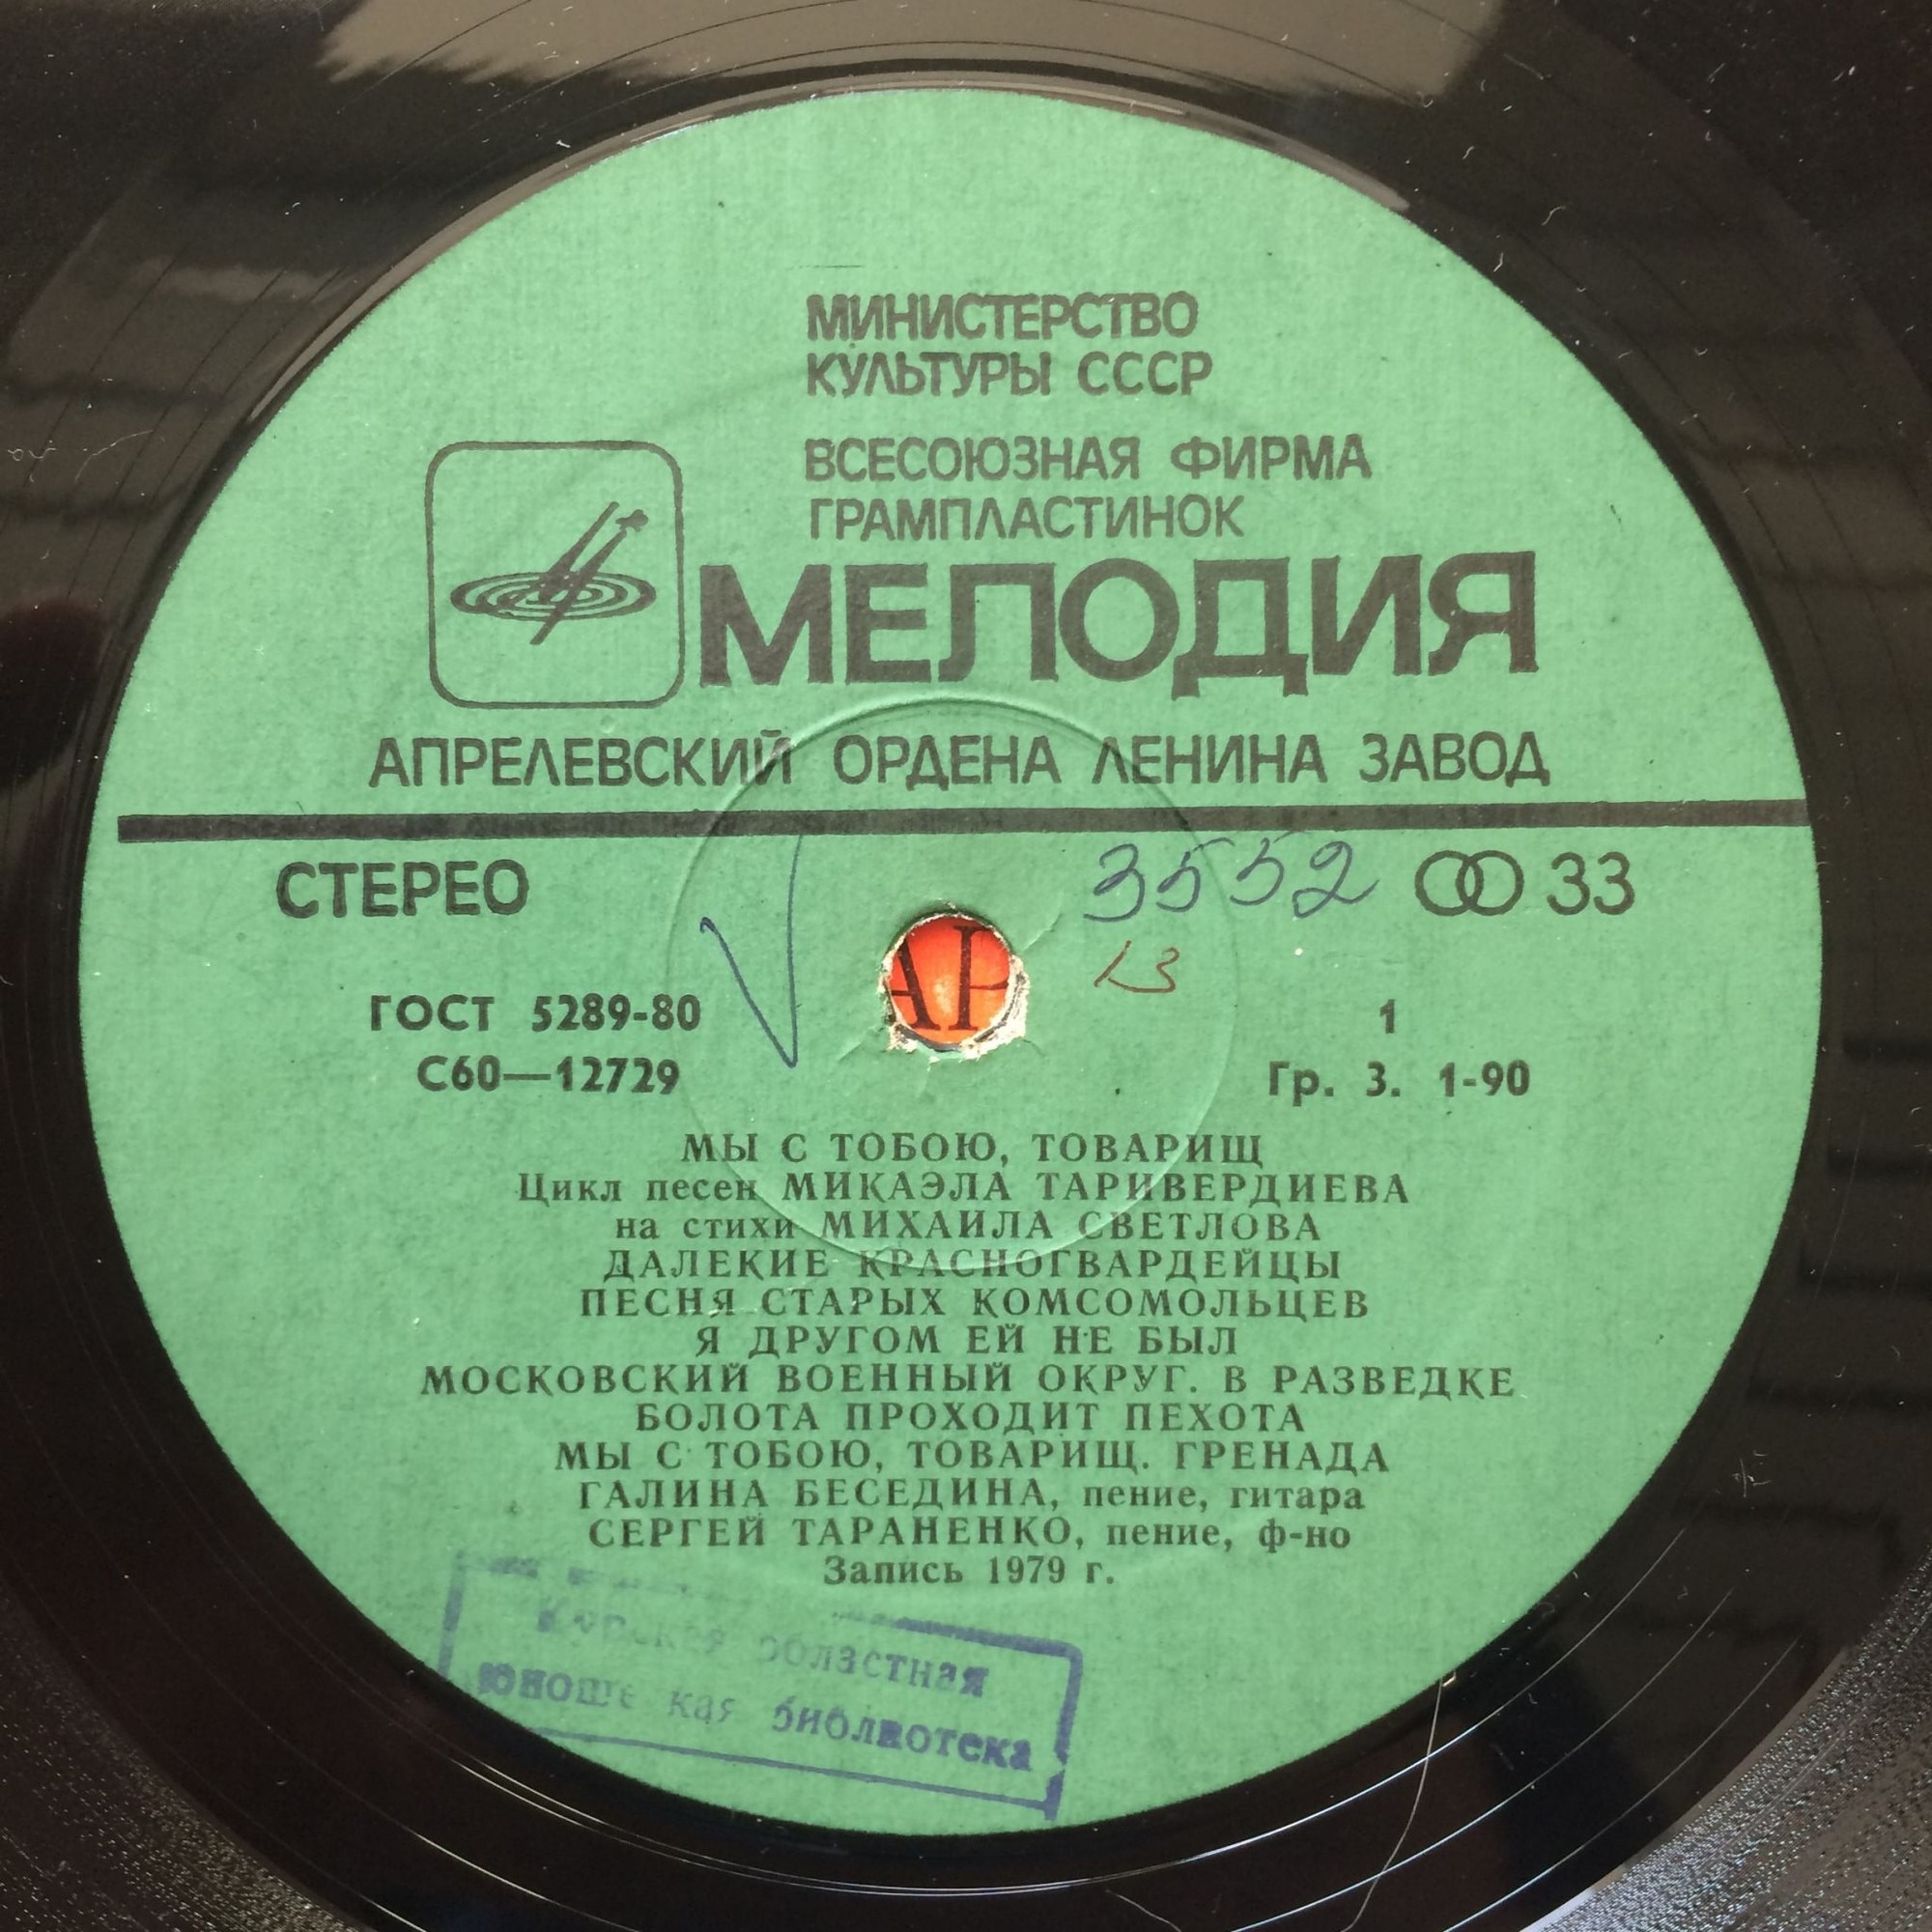 МИНИСТЕРСТВО
КУЛЬТУРЫ СССР
ВСЕСОЮЗНАЯ ФИРМА
ГРАМПЛАСТИНОК
МЕЛОДИЯ
АПРЕЛЕВСКИЙ ОРДЕНА ЛЕНИНА ЗАВОД
СТЕРЕО 3552 33
13
АР
ГОСТ 5289-80 1
С60—12729 Гр. 3. 1-90
МЫ С ТОБОЮ, ТОВАРИЩ
Цикл песен МИКАЭЛА ТАРИВЕРДИЕВА
на стихи МИХАИЛА СВЕТЛОВА
ДАЛЕКИЕ КРАСНОГВАРДЕЙЦЫ
ПЕСНЯ СТАРЫХ КОМСОМОЛЬЦЕВ
Я ДРУГОМ ЕЙ НЕ БЫЛ
МОСКОВСКИЙ ВОЕННЫЙ ОКРУГ. В РАЗВЕДКЕ
БОЛОТА ПРОХОДИТ ПЕХОТА
МЫ С ТОБОЮ, ТОВАРИЩ. ГРЕНАДА
ГАЛИНА БЕСЕДИНА, пение, гитара
СЕРГЕЙ ТАРАНЕНКО, пение, ф-но
Запись 1979 г.
областная
юношеская библиотека